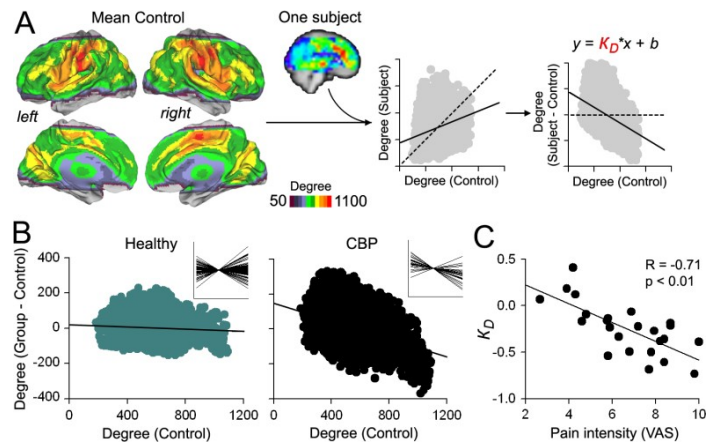 A
Mean Control
One subject
left
right
Degree
50
1100
Degree (Subject)
Degree (Control)
y = K_D*x + b
Degree
(Subject - Control)
Degree (Control)
B
Healthy
CBP
Degree (Group - Control)
400
200
0
-200
-400
0
400
800
1200
Degree (Control)
0
400
800
1200
Degree (Control)
C
R = -0.71
p < 0.01
K_D
0.5
0.0
-0.5
-1.0
2
4
6
8
10
Pain intensity (VAS)